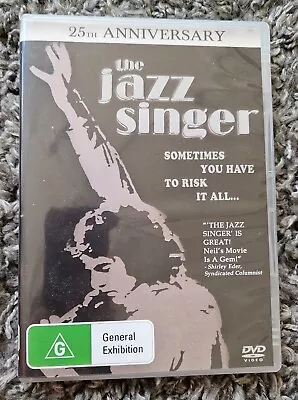 25TH ANNIVERSARY
the
jazz
singer
SOMETIMES
YOU HAVE
TO RISK
IT ALL...
"'THE JAZZ
SINGER' IS
GREAT!
Neil's Movie
Is A Gem!"
- Shirley Eder,
Syndicated Columnist
G
General
Exhibition
DVD
VIDEO